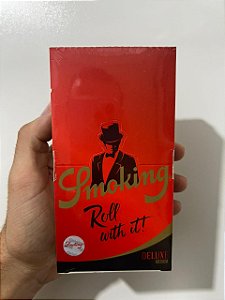 Smoking
Roll
with it!
DELUXE